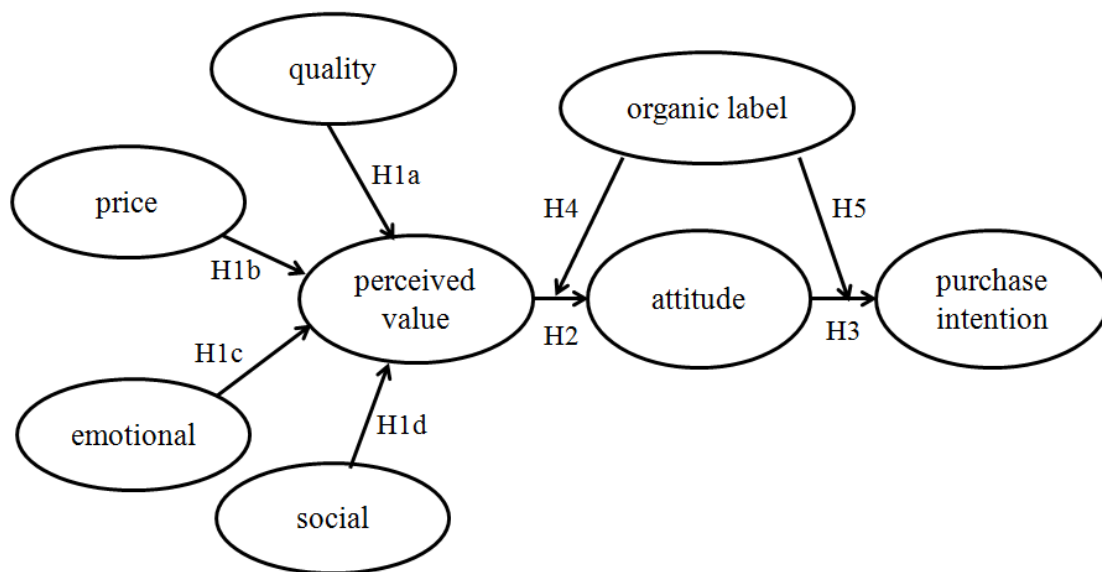 quality
organic label
H1a
price
H4
H5
H1b
perceived
value
attitude
purchase
intention
H2
H3
H1c
H1d
emotional
social